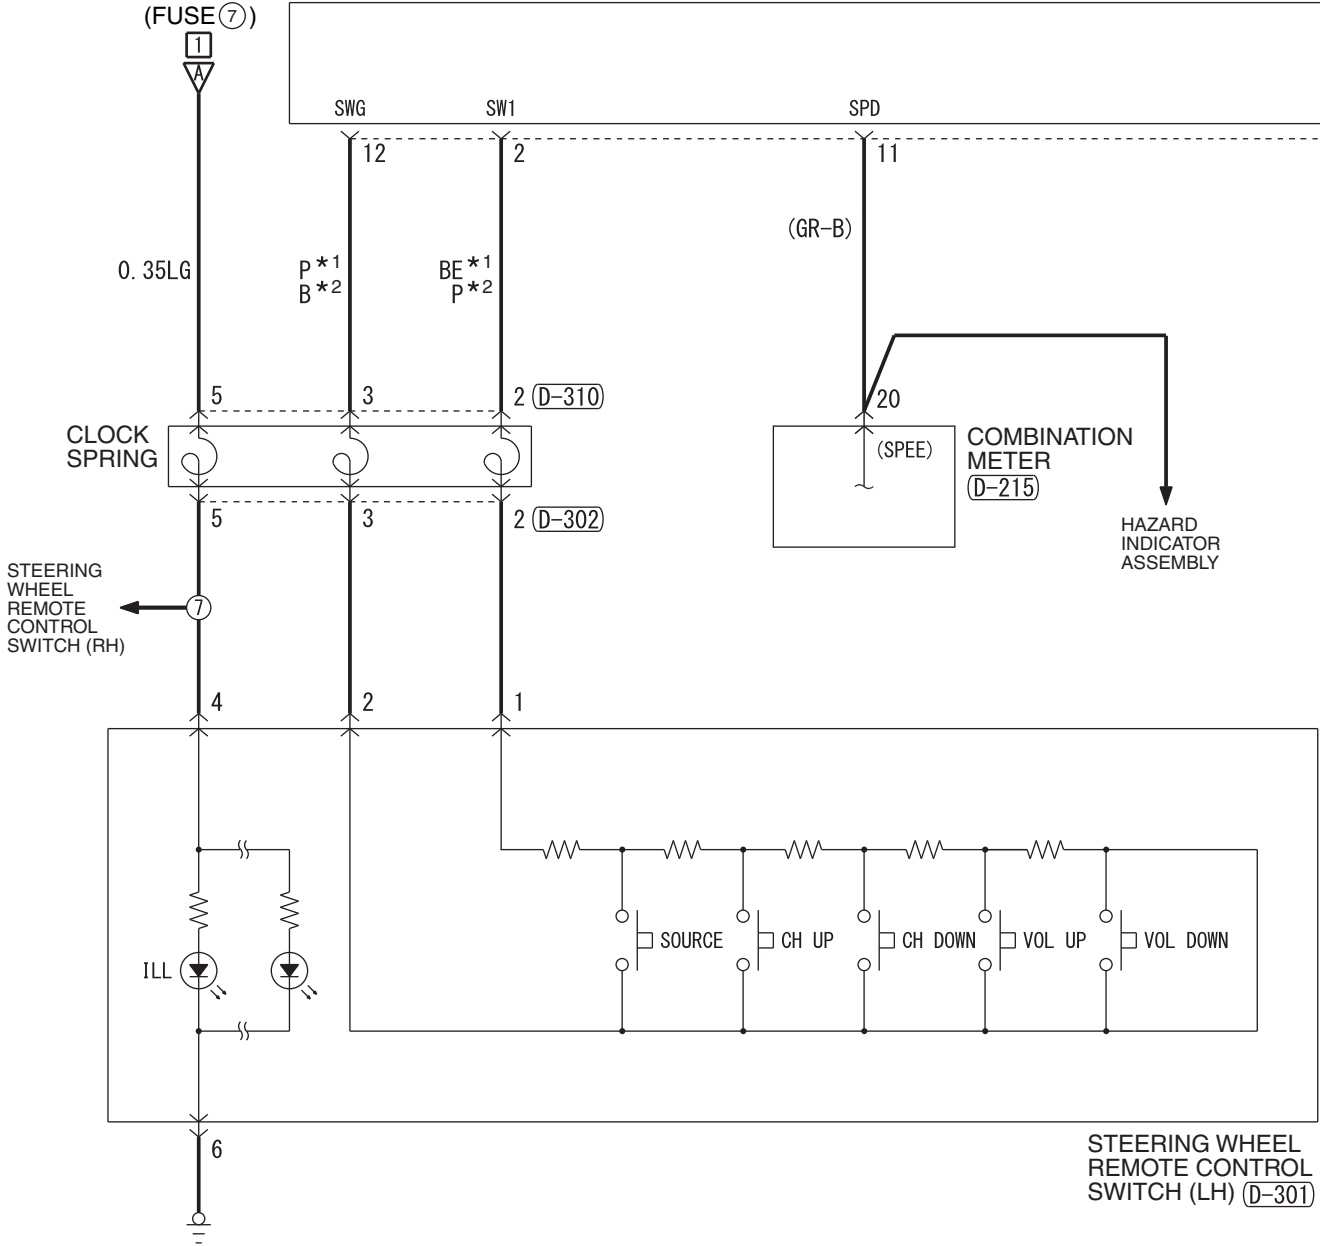 (FUSE 7)
1
A
SWG
SW1
SPD
12
2
11
(GR-B)
0.35LG
P*1
B*2
BE*1
P*2
5
3
2 (D-310)
20
CLOCK
SPRING
(SPEE)
COMBINATION
METER
(D-215)
5
3
2 (D-302)
HAZARD
INDICATOR
ASSEMBLY
STEERING
WHEEL
REMOTE
CONTROL
SWITCH (RH)
7
4
2
1
SOURCE
CH UP
CH DOWN
VOL UP
VOL DOWN
ILL
6
STEERING WHEEL
REMOTE CONTROL
SWITCH (LH) (D-301)